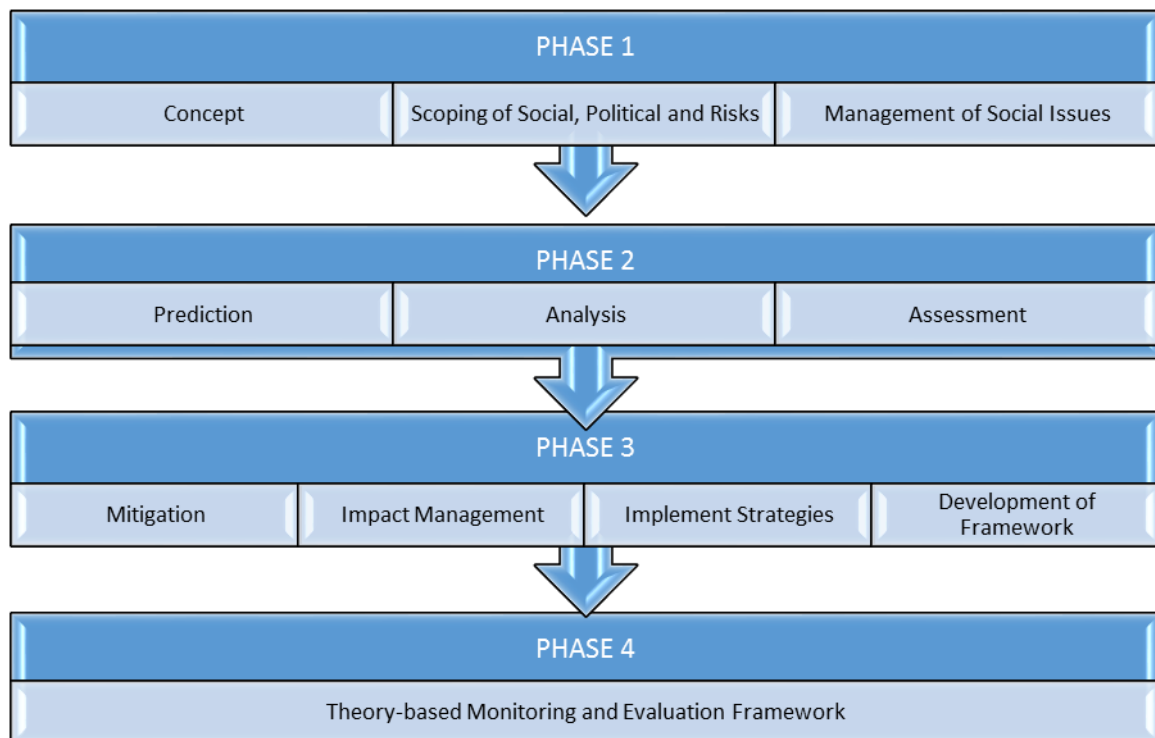 PHASE 1
Concept
Scoping of Social, Political and Risks
Management of Social Issues
PHASE 2
Prediction
Analysis
Assessment
PHASE 3
Mitigation
Impact Management
Implement Strategies
Development of
Framework
PHASE 4
Theory-based Monitoring and Evaluation Framework